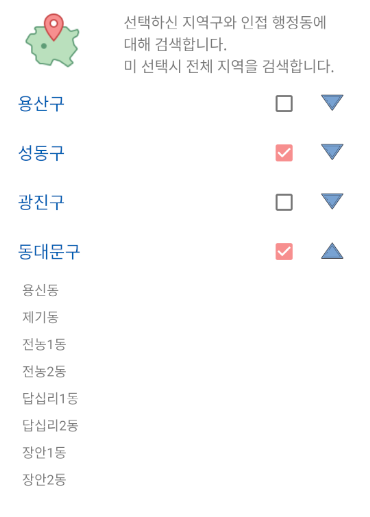 선택하신 지역구와 인접 행정동에
대해 검색합니다.
미 선택시 전체 지역을 검색합니다.
용산구
성동구
광진구
동대문구
용신동
제기동
전농1동
전농2동
답십리1동
답십리2동
장안1동
장안2동